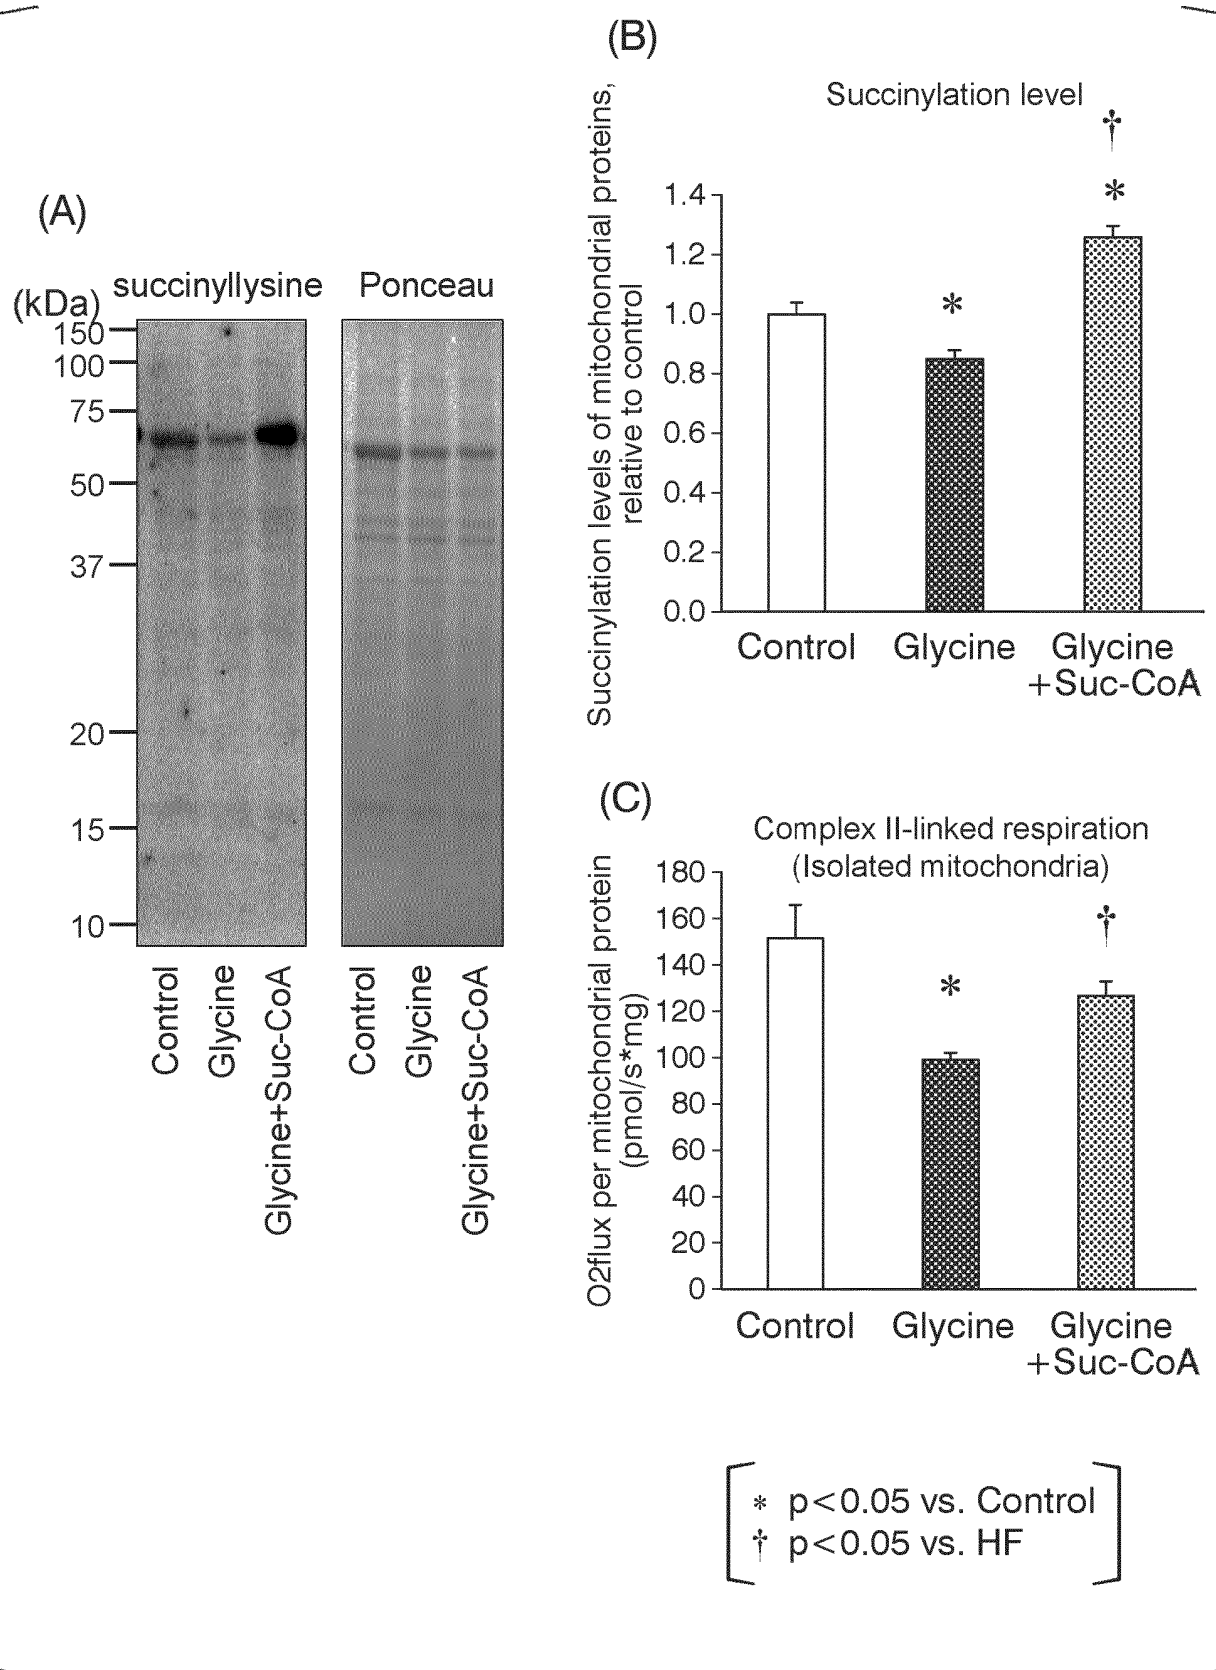 (A)
succinyllysine
Ponceau
(kDa)
150
100
75
50
37
20
15
10
Control
Glycine
Glycine+Suc-CoA
Control
Glycine
Glycine+Suc-CoA
(B)
Succinylation level
Succinylation levels of mitochondrial proteins,
relative to control
†
*
*
1.4
1.2
1.0
0.8
0.6
0.4
0.2
0.0
Control
Glycine
Glycine
+Suc-CoA
(C)
Complex II-linked respiration
(Isolated mitochondria)
O2flux per mitochondrial protein
(pmol/s*mg)
†
*
180
160
140
120
100
80
60
40
20
0
Control
Glycine
Glycine
+Suc-CoA
* p<0.05 vs. Control
† p<0.05 vs. HF